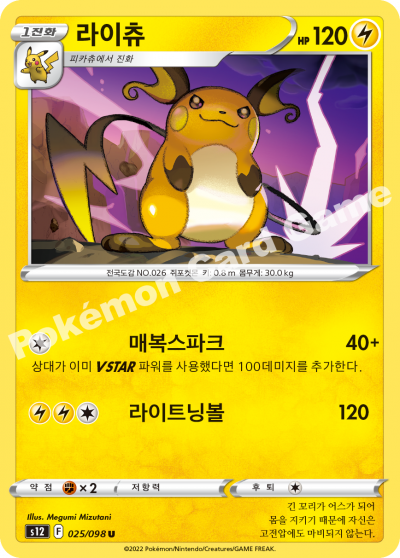 1진화
라이츄
HP 120
피카츄에서 진화
전국도감 NO.026 쥐포켓몬 키: 0.8 m 몸무게: 30.0 kg
Pokémon Card Game
매복스파크 40+
상대가 이미 VSTAR 파워를 사용했다면 100데미지를 추가한다.
라이트닝볼 120
약점 ×2 저항력 후퇴
Illus. Megumi Mizutani
s12 F 025/098 U
긴 꼬리가 어스가 되어
몸을 지키기 때문에 자신은
고전압에도 마비되지 않는다.
©2022 Pokémon/Nintendo/Creatures/GAME FREAK.